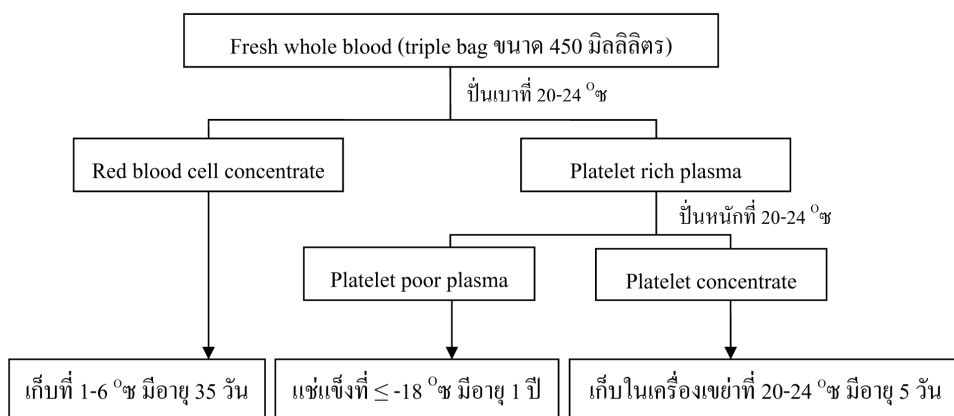 Fresh whole blood (triple bag ขนาด 450 มิลลิลิตร)
ปั่นเบาที่ 20-24 ⁰ซ
Red blood cell concentrate
Platelet rich plasma
ปั่นหนักที่ 20-24 ⁰ซ
Platelet poor plasma
Platelet concentrate
เก็บที่ 1-6 ⁰ซ มีอายุ 35 วัน
แช่แข็งที่ ≤ -18 ⁰ซ มีอายุ 1 ปี
เก็บในเครื่องเขย่าที่ 20-24 ⁰ซ มีอายุ 5 วัน